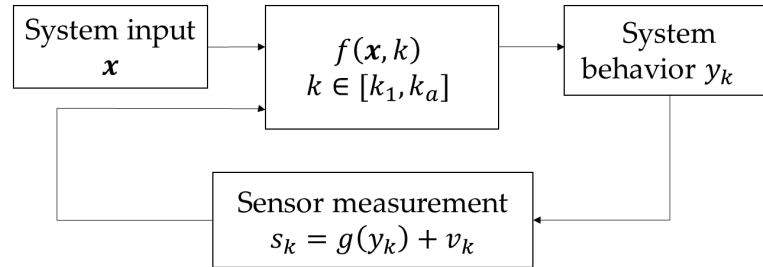 System input
𝒙
f(𝒙, k)
k ∈ [k₁, kₐ]
System
behavior yₖ
Sensor measurement
sₖ = g(yₖ) + vₖ